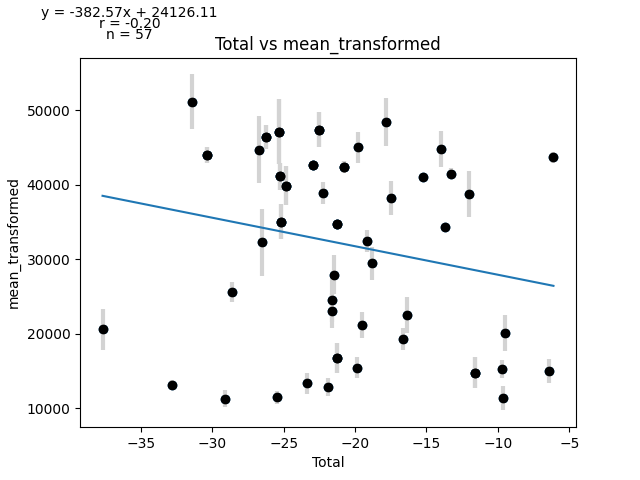 y = -382.57x + 24126.11
r = -0.20
n = 57
Total vs mean_transformed
50000
40000
30000
20000
10000
mean_transformed
−35
−30
−25
−20
−15
−10
−5
Total